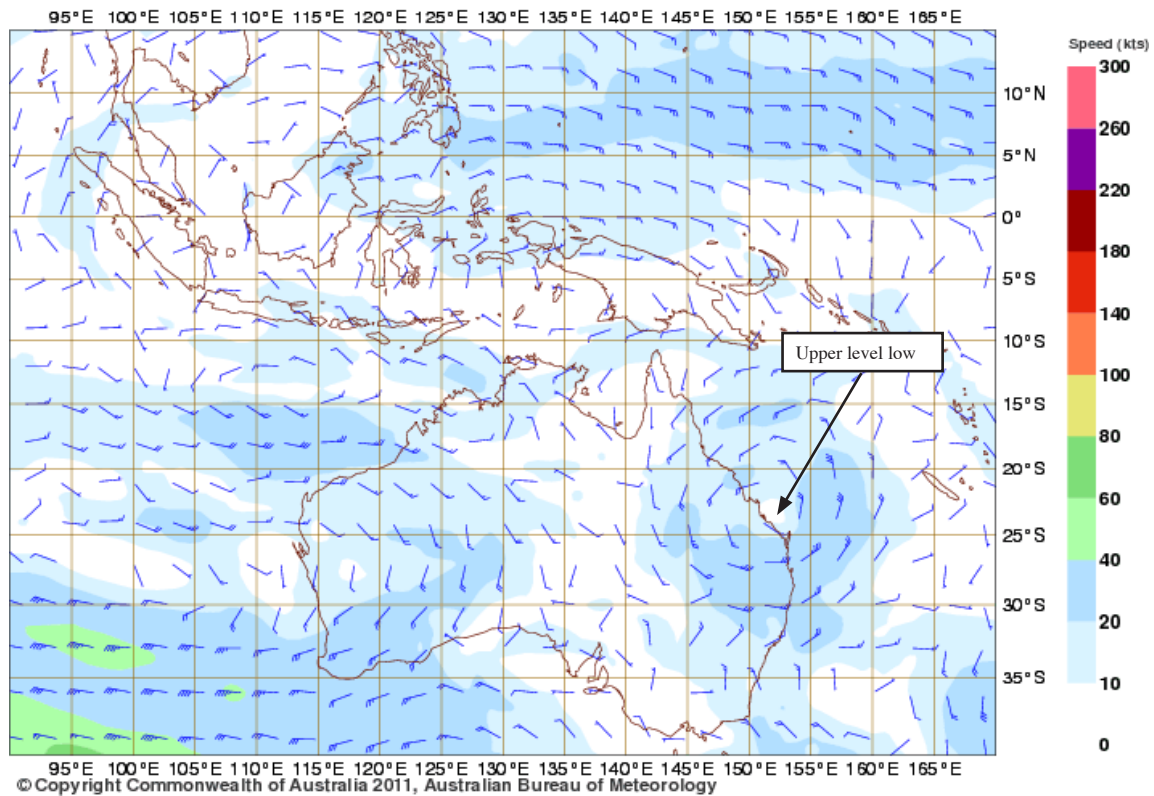 95°E 100°E 105°E 110°E 115°E 120°E 125°E 130°E 135°E 140°E 145°E 150°E 155°E 160°E 165°E
Speed (kts)
300
260
220
180
140
100
80
60
40
20
10
0
10°N
5°N
0°
5°S
10°S
15°S
20°S
25°S
30°S
35°S
Upper level low
95°E 100°E 105°E 110°E 115°E 120°E 125°E 130°E 135°E 140°E 145°E 150°E 155°E 160°E 165°E
© Copyright Commonwealth of Australia 2011, Australian Bureau of Meteorology